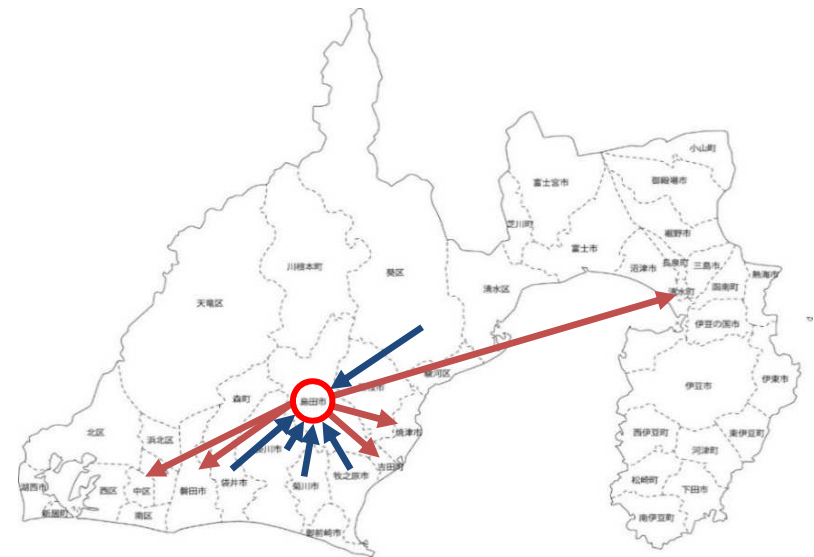 小山町
御殿場市
富士宮市
裾野市
芝川町
富士市
長泉町
三島市
沼津市
熱海市
函南町
清水町
川根本町
葵区
清水区
天竜区
伊豆の国市
駿河区
伊豆市
伊東市
森町
島田市
焼津市
北区
浜北区
西伊豆町
東伊豆町
河津町
吉田町
牧之原市
湖西市
西区
中区
磐田市
袋井市
菊川市
松崎町
下田市
新居町
南区
南伊豆町
御前崎市